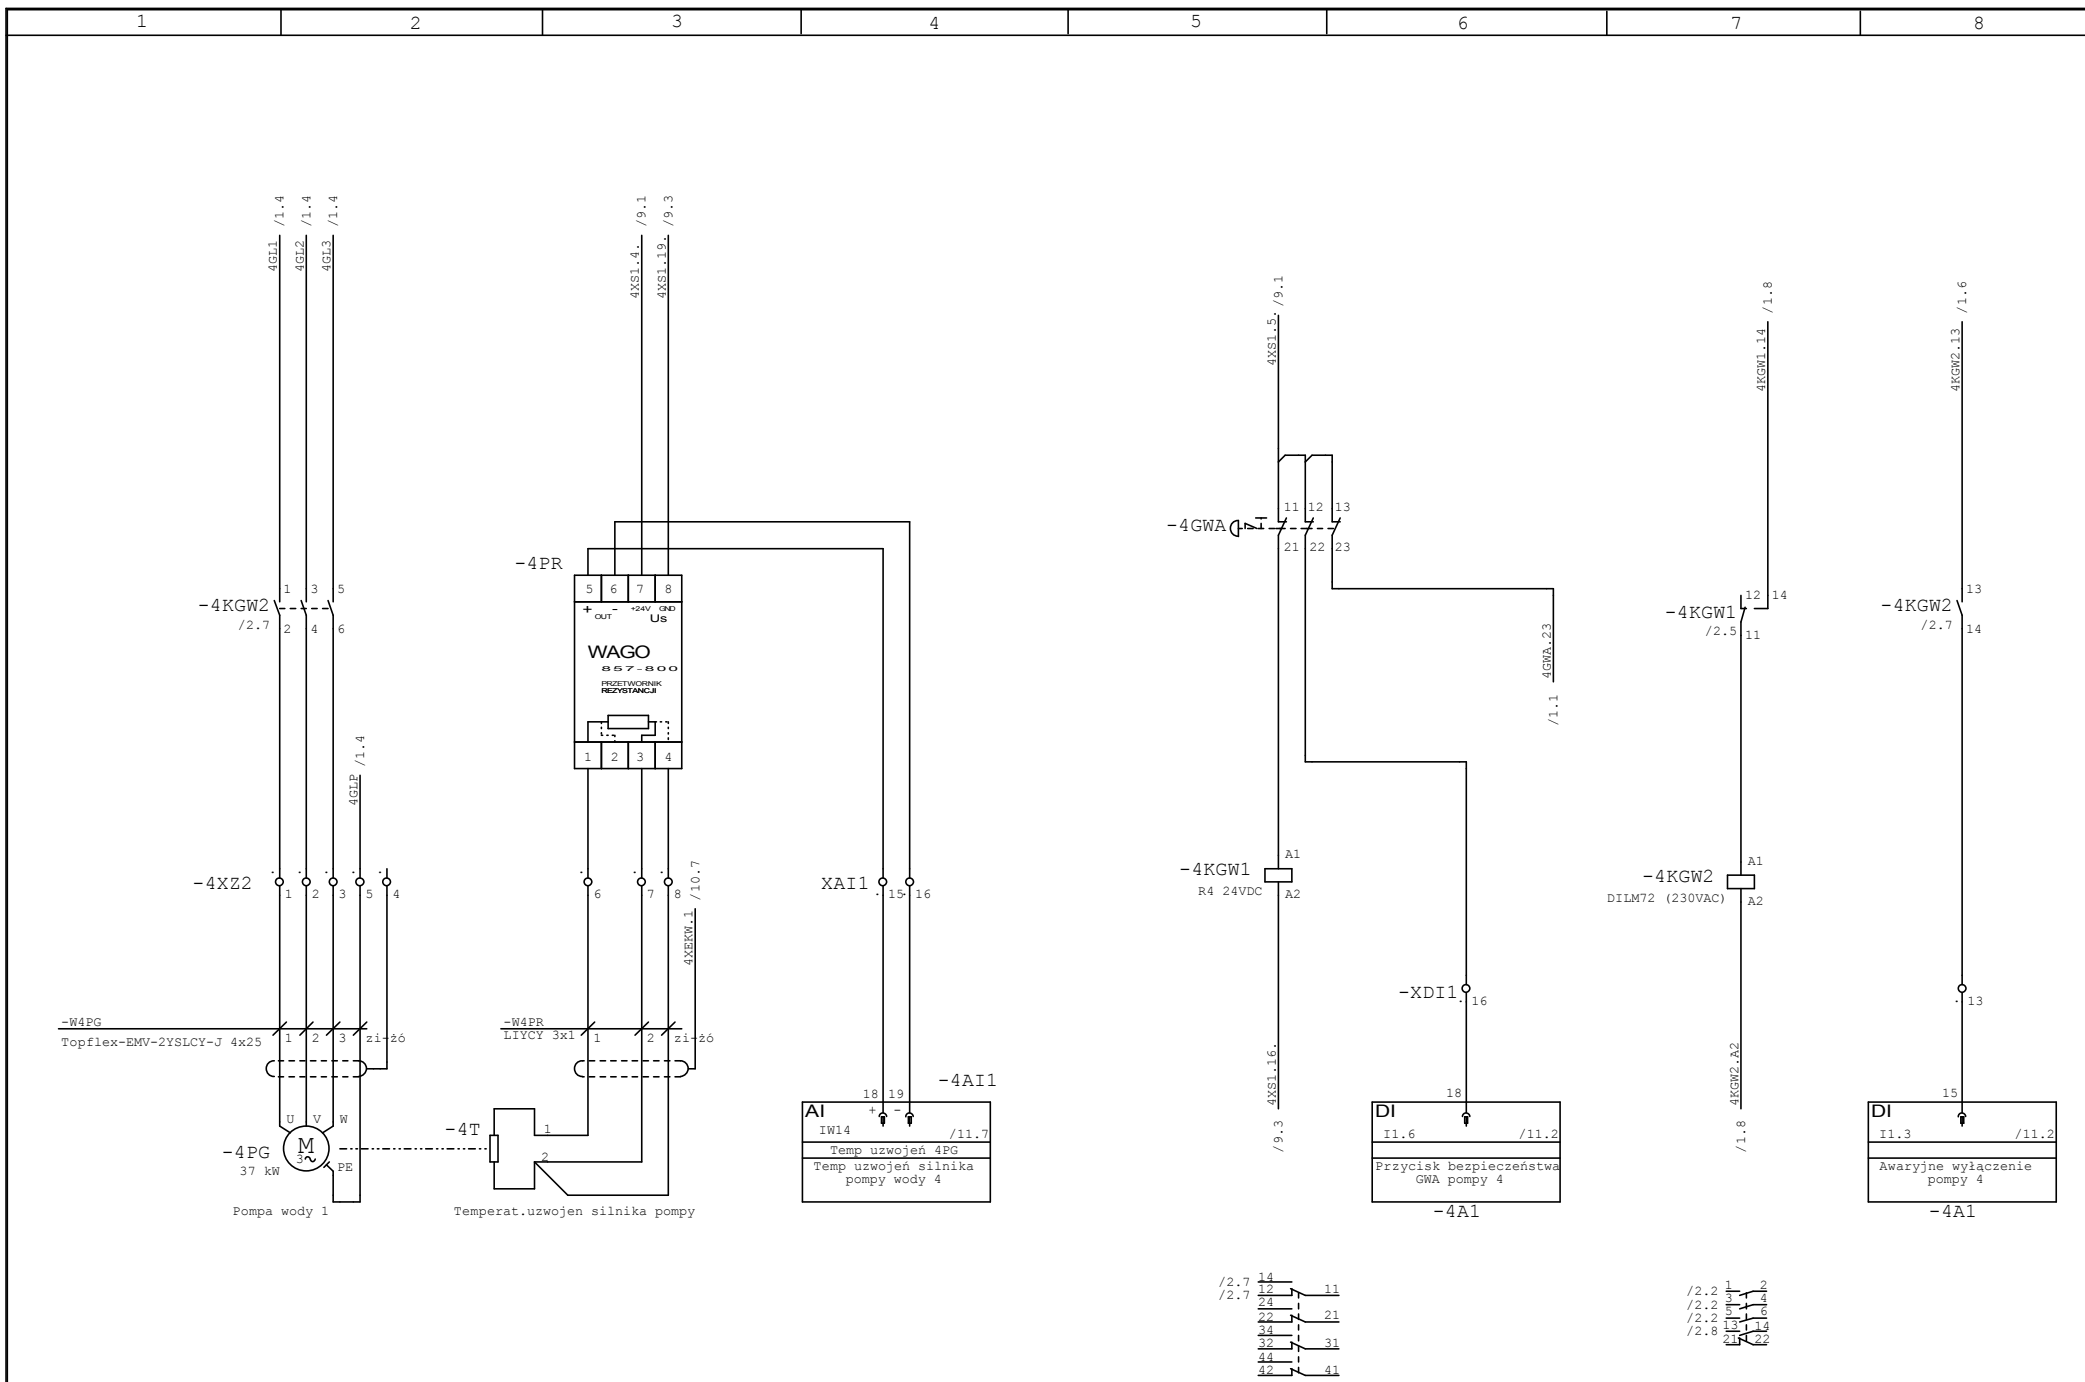 1 2 3 4 5 6 7 8
/1.4 /1.4 /1.4
4GL1 4GL2 4GL3
/9.1 /9.3
4XS1.4. 4XS1.19.
/9.1
4XS1.5.
/1.8
4KGW1.14
/1.6
4KGW2.13
-4KGW2
/2.7
1 3 5
2 4 6
-4PR
5 6 7 8
+ - +24V GND
OUT Us
WAGO
857-800
PRZETWORNIK
REZYSTANCJI
1 2 3 4
-4GWA
11 12 13
21 22 23
4GWA.23
/1.1
-4KGW1
/2.5
12 14
11
-4KGW2
/2.7
13
14
/1.4
4GLP
-4XZ2
1 2 3 5 4
6 7 8
/10.7
4XEKW.1
XAI1
15 16
-4KGW1
R4 24VDC
A1
A2
-4KGW2
DILM72 (230VAC)
A1
A2
-XDI1
16
13
-W4PG
Topflex-EMV-2YSLCY-J 4x25
1 2 3 zi-żó
-W4PR
LIYCY 3x1
1 2 zi-żó
4XS1.16.
/9.3
4KGW2.A2
/1.8
U V W
M
3
PE
-4PG
37 kW
Pompa wody 1
-4T
1
2
Temperat.uzwojen silnika pompy
-4AI1
18 19
AI + -
IW14 /11.7
Temp uzwojeń 4PG
Temp uzwojeń silnika
pompy wody 4
18
DI
I1.6 /11.2
Przycisk bezpieczeństwa
GWA pompy 4
-4A1
15
DI
I1.3 /11.2
Awaryjne wyłączenie
pompy 4
-4A1
/2.7 14
/2.7 12 11
24
22 21
34
32 31
44
42 41
/2.2 1 2
/2.2 3 4
/2.2 5 6
/2.8 13 14
21 22